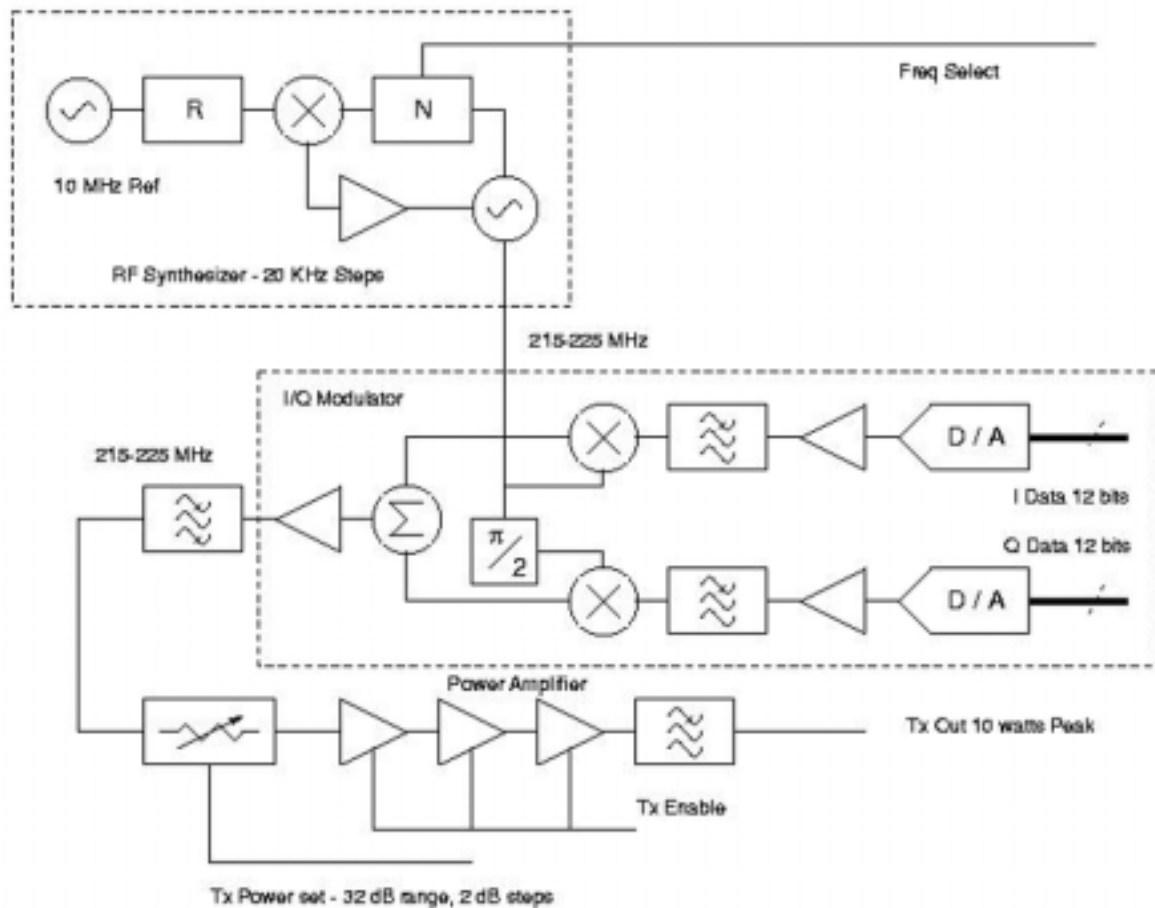 Freq Select
R
N
10 MHz Ref
RF Synthesizer - 20 KHz Steps
215-225 MHz
I/Q Modulator
D / A
215-225 MHz
I Data 12 bits
Σ
π / 2
Q Data 12 bits
D / A
Power Amplifier
Tx Out 10 watts Peak
Tx Enable
Tx Power set - 32 dB range, 2 dB steps